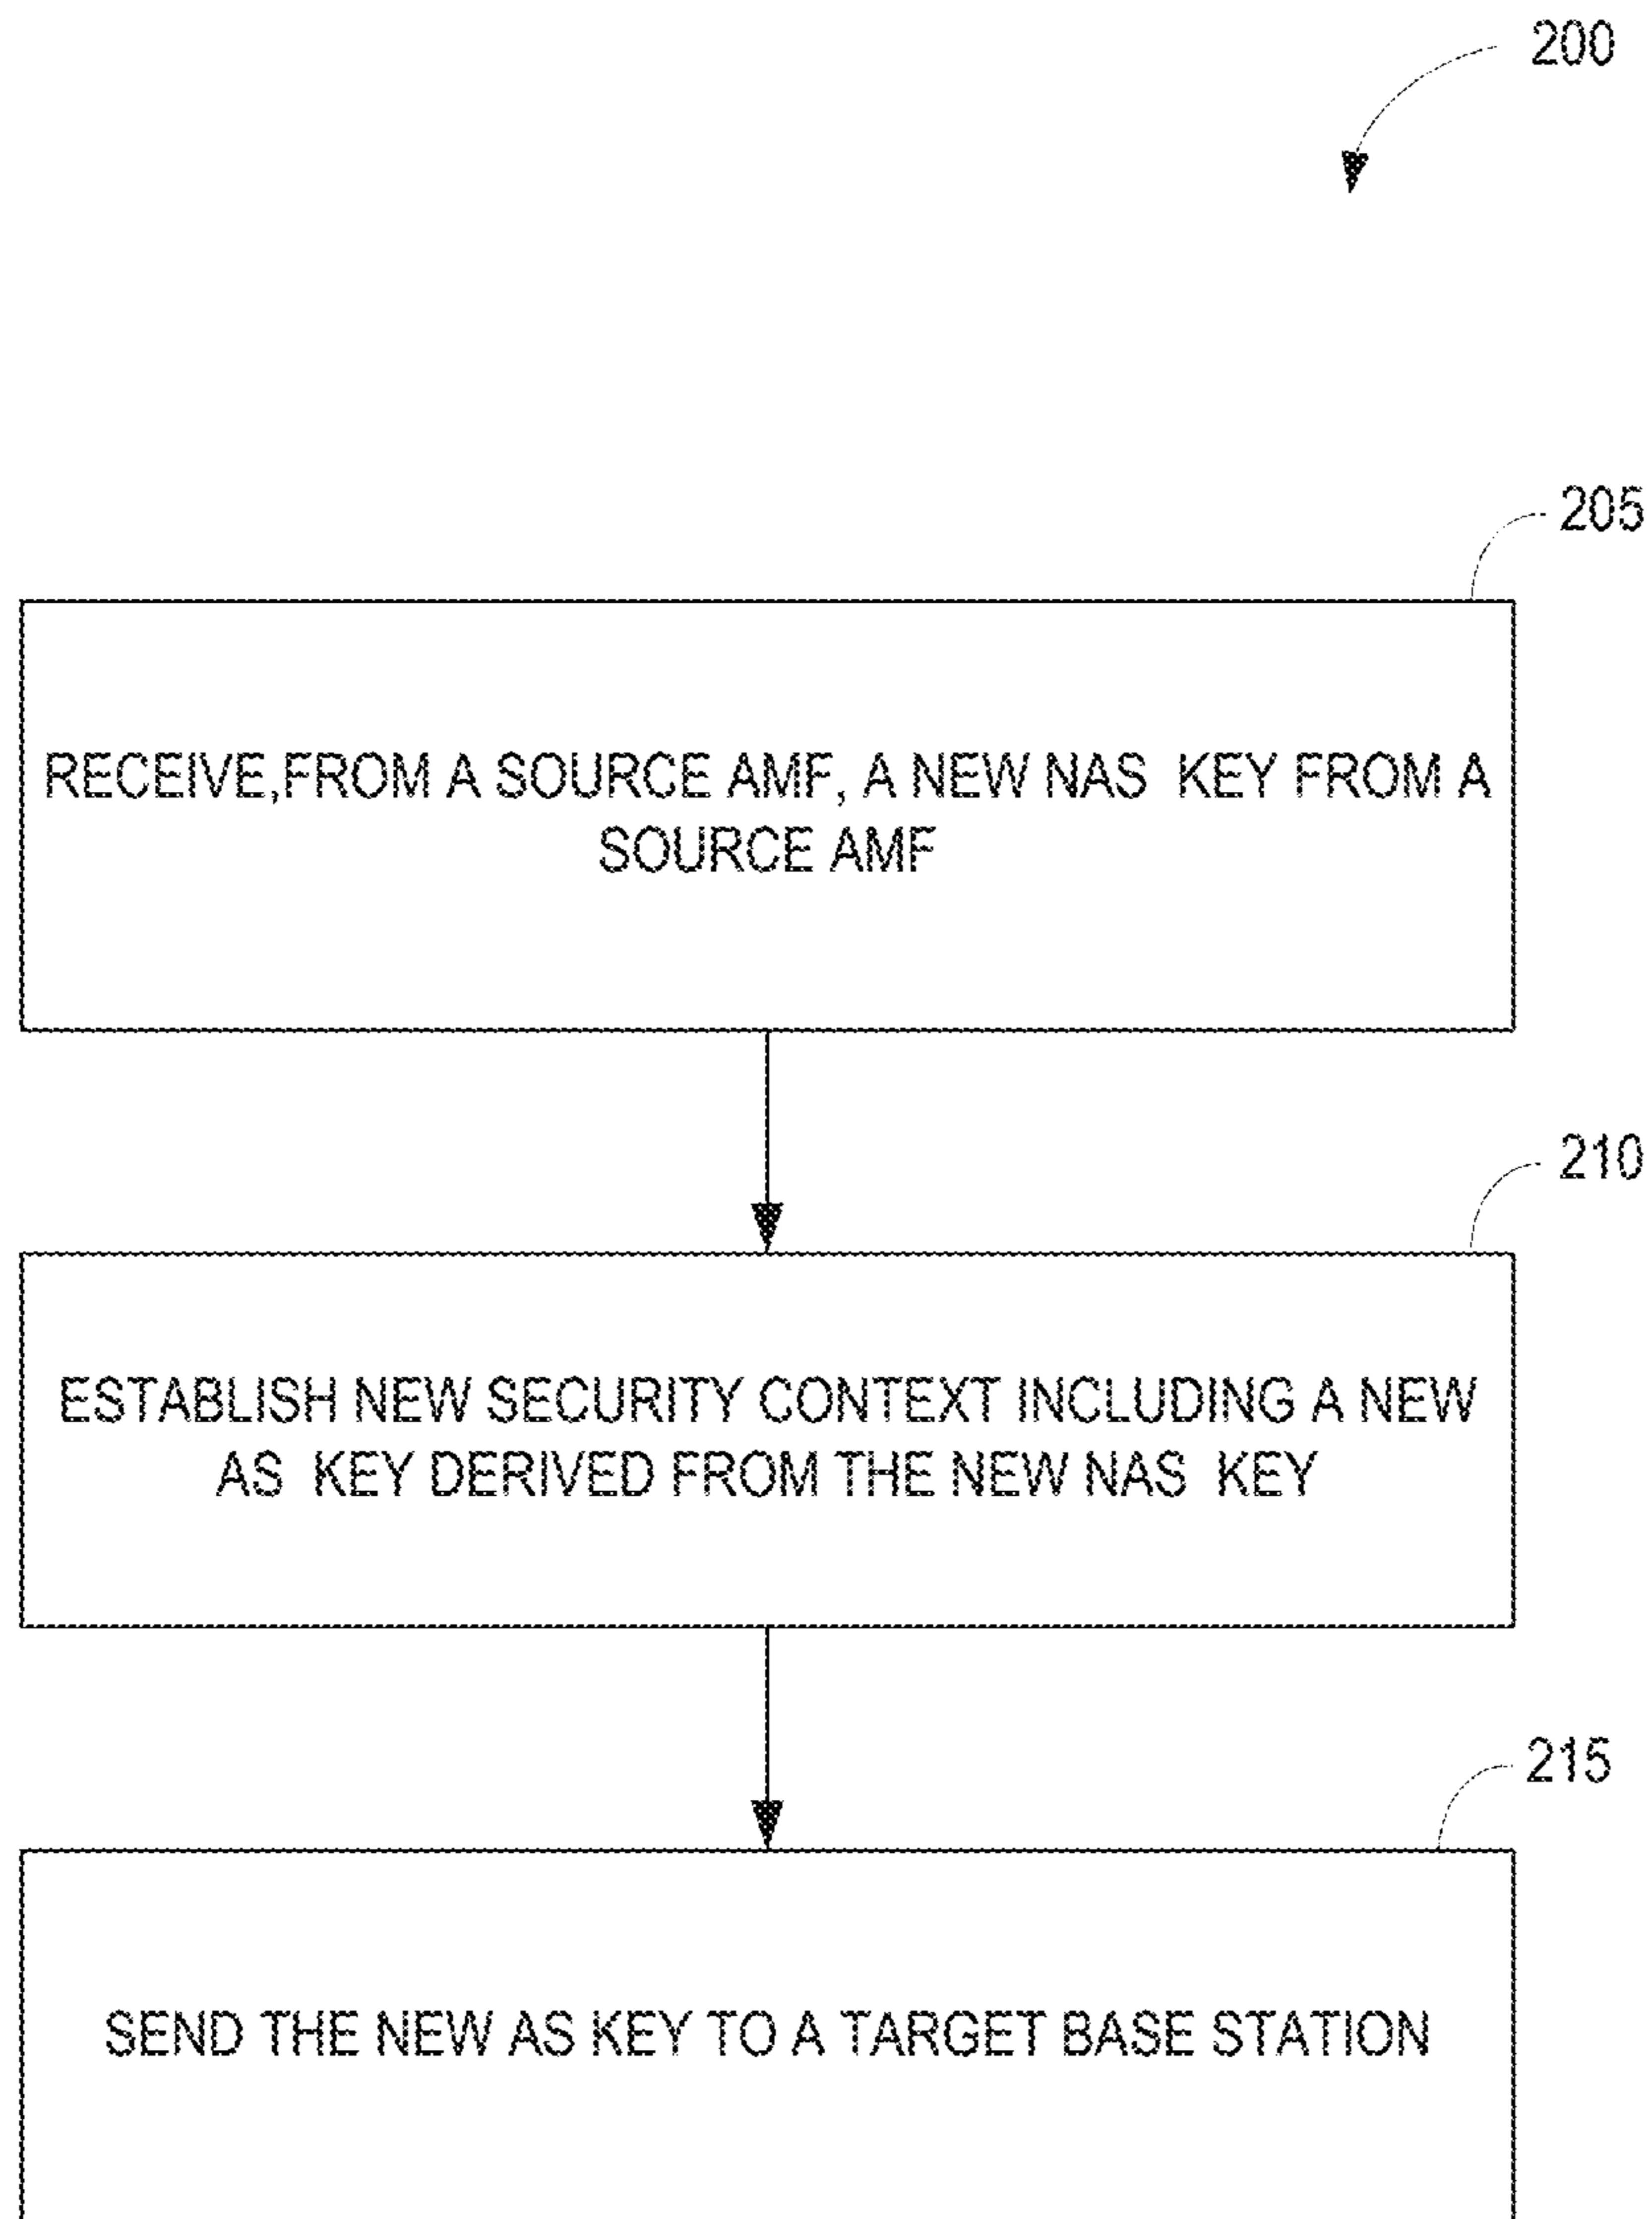 200
205
RECEIVE,FROM A SOURCE AMF, A NEW NAS KEY FROM A
SOURCE AMF
210
ESTABLISH NEW SECURITY CONTEXT INCLUDING A NEW
AS KEY DERIVED FROM THE NEW NAS KEY
215
SEND THE NEW AS KEY TO A TARGET BASE STATION